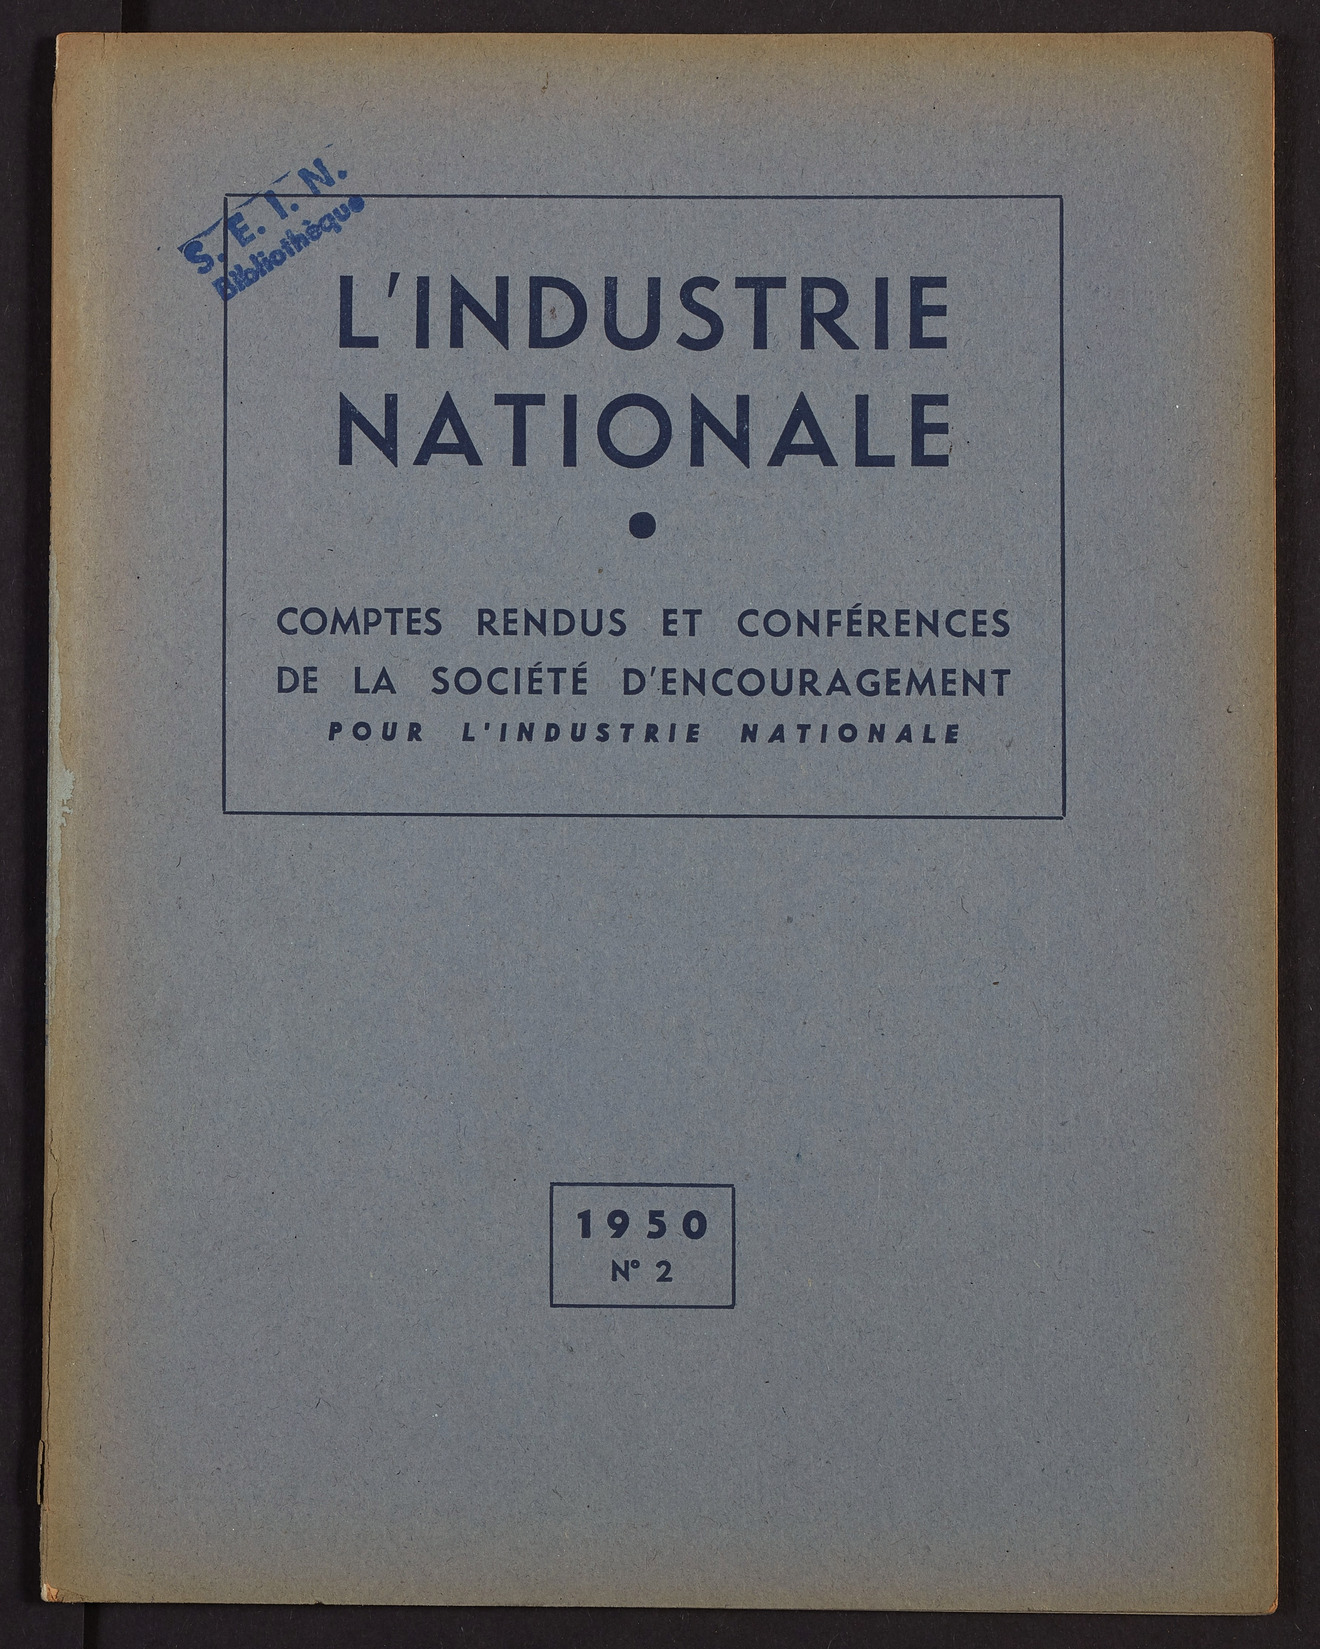 S. E. I. N.
Bibliothèque
L'INDUSTRIE
NATIONALE
COMPTES RENDUS ET CONFÉRENCES
DE LA SOCIÉTÉ D'ENCOURAGEMENT
POUR L'INDUSTRIE NATIONALE
1950
N° 2